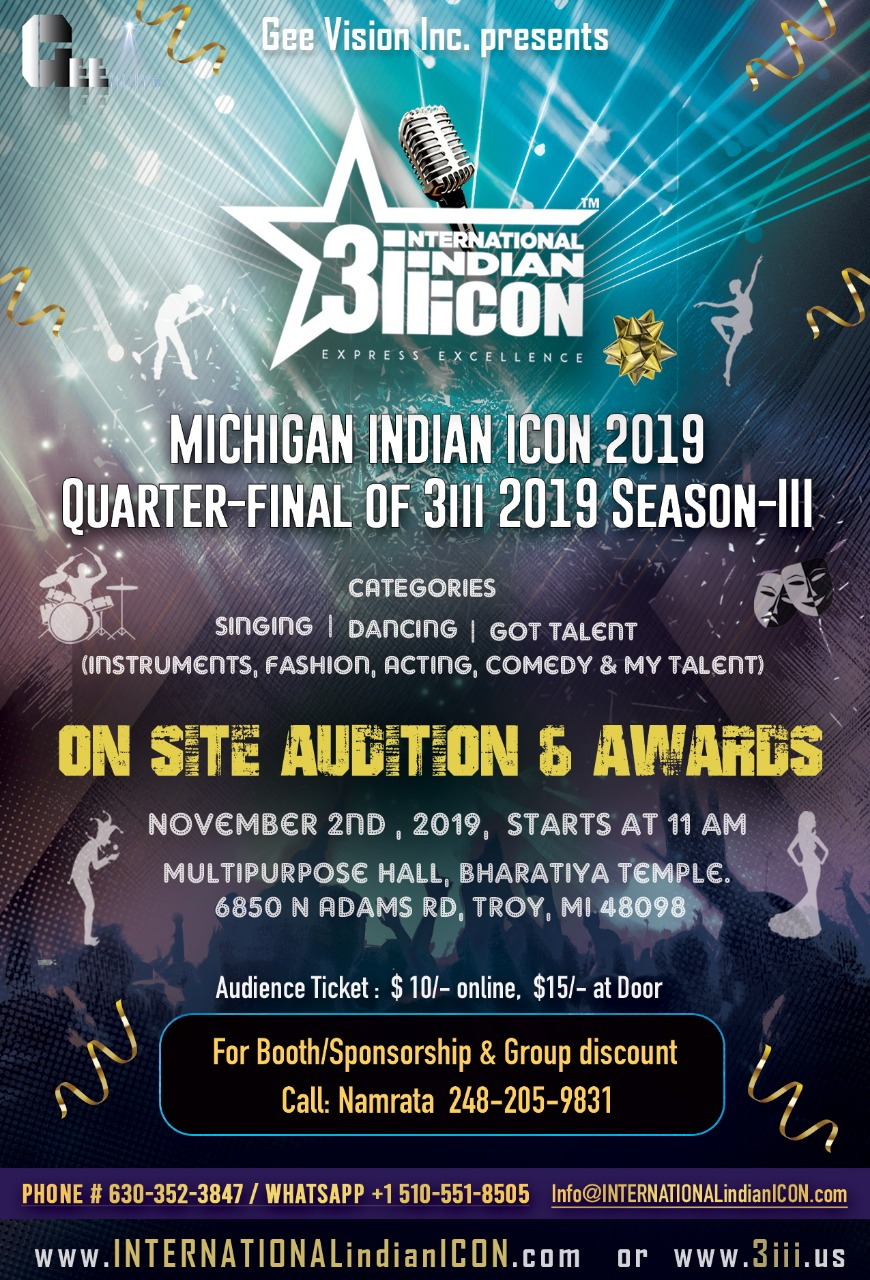 Gee
Gee Vision Inc. presents
TM
3iii INTERNATIONAL
INDIAN
ICON
EXPRESS EXCELLENCE
MICHIGAN INDIAN ICON 2019
QUARTER-FINAL OF 3III 2019 SEASON-III
CATEGORIES
SINGING | DANCING | GOT TALENT
(INSTRUMENTS, FASHION, ACTING, COMEDY & MY TALENT)
ON SITE AUDITION & AWARDS
NOVEMBER 2ND , 2019, STARTS AT 11 AM
MULTIPURPOSE HALL, BHARATIYA TEMPLE.
6850 N ADAMS RD, TROY, MI 48098
Audience Ticket : $ 10/- online, $15/- at Door
For Booth/Sponsorship & Group discount
Call: Namrata 248-205-9831
PHONE # 630-352-3847 / WHATSAPP +1 510-551-8505 Info@INTERNATIONALindianICON.com
www.INTERNATIONALindianICON.com or www.3iii.us